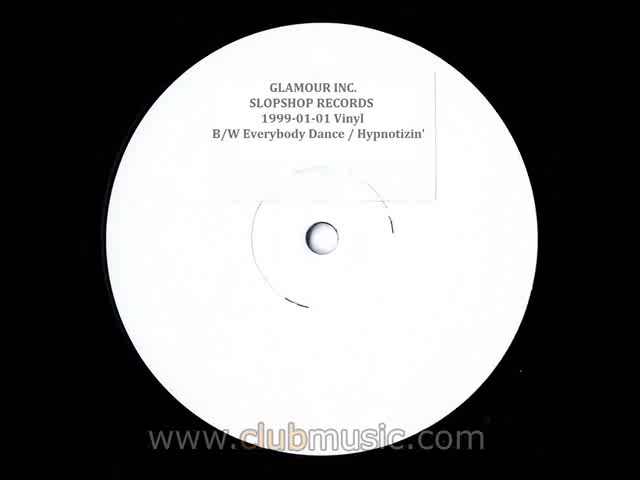 GLAMOUR INC.
SLOPSHOP RECORDS
1999-01-01 Vinyl
B/W Everybody Dance / Hypnotizin'
www.clubmusic.com